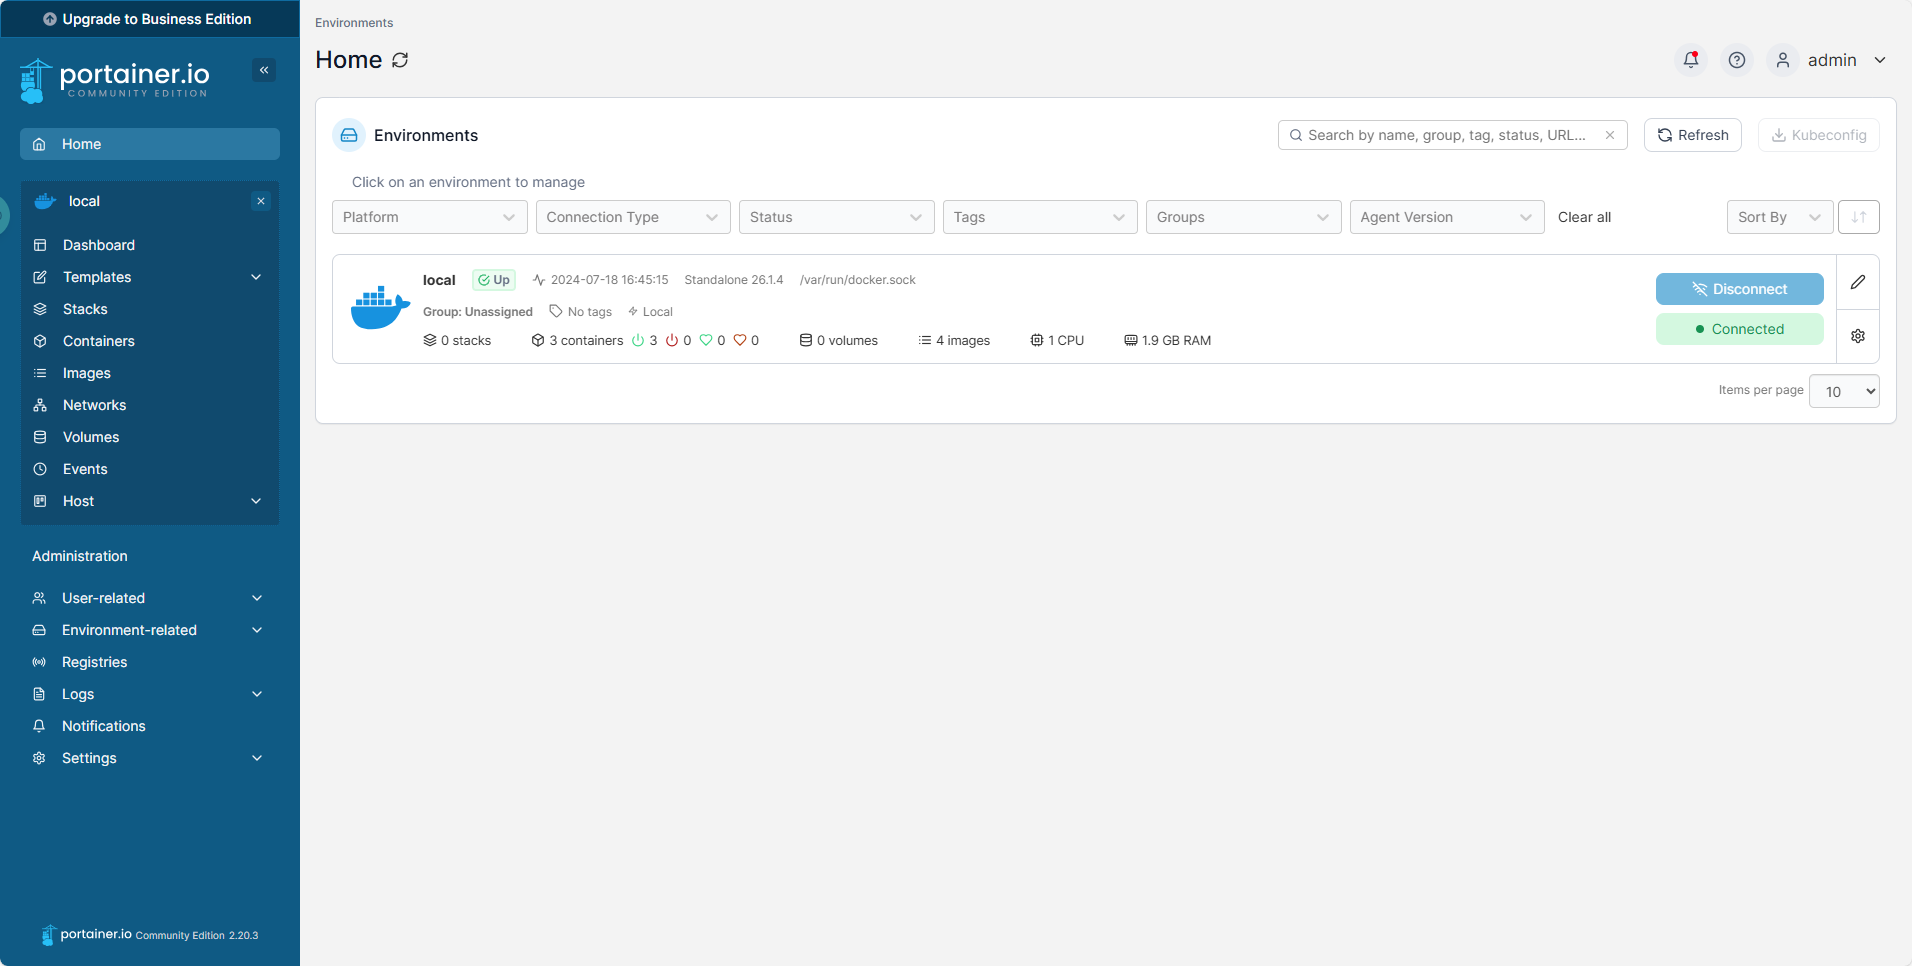 Upgrade to Business Edition
portainer.io
COMMUNITY EDITION
Home
local
Dashboard
Templates
Stacks
Containers
Images
Networks
Volumes
Events
Host
Administration
User-related
Environment-related
Registries
Logs
Notifications
Settings
portainer.io Community Edition 2.20.3
Environments
Home
admin
Environments
Search by name, group, tag, status, URL...
Refresh
Kubeconfig
Click on an environment to manage
Platform
Connection Type
Status
Tags
Groups
Agent Version
Clear all
Sort By
local Up 2024-07-18 16:45:15 Standalone 26.1.4 /var/run/docker.sock
Group: Unassigned No tags Local
0 stacks 3 containers 3 0 0 0 0 volumes 4 images 1 CPU 1.9 GB RAM
Disconnect
Connected
Items per page 10